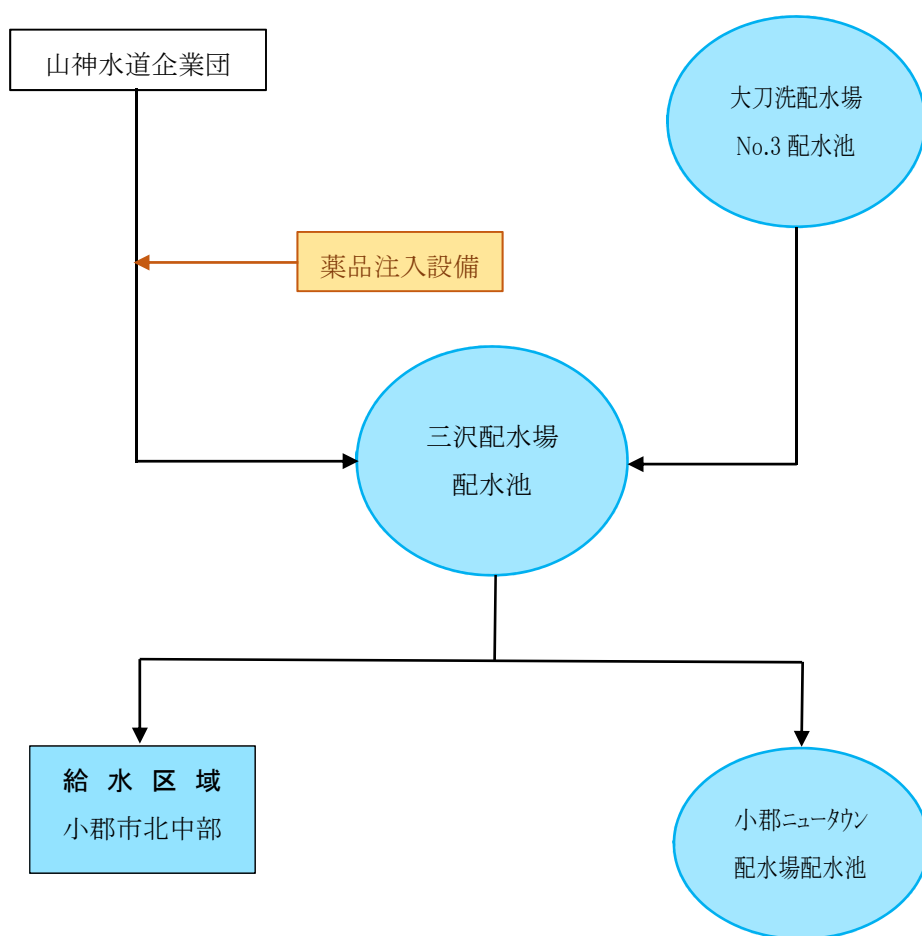 山神水道企業団
大刀洗配水場
No.3 配水池
薬品注入設備
三沢配水場
配水池
給 水 区 域
小郡市北中部
小郡ニュータウン
配水場配水池